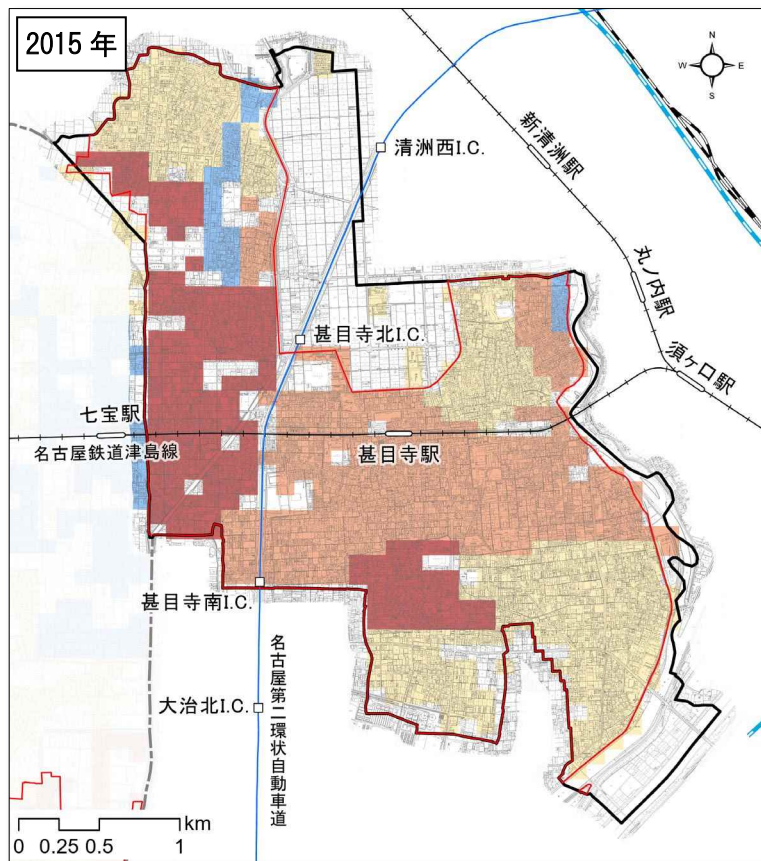 2015 年
N
W
E
S
清洲西I.C.
新清洲駅
丸ノ内駅
須ヶ口駅
甚目寺北I.C.
七宝駅
名古屋鉄道津島線
甚目寺駅
甚目寺南I.C.
名古屋第二環状自動車道
大治北I.C.
km
0 0.25 0.5 1